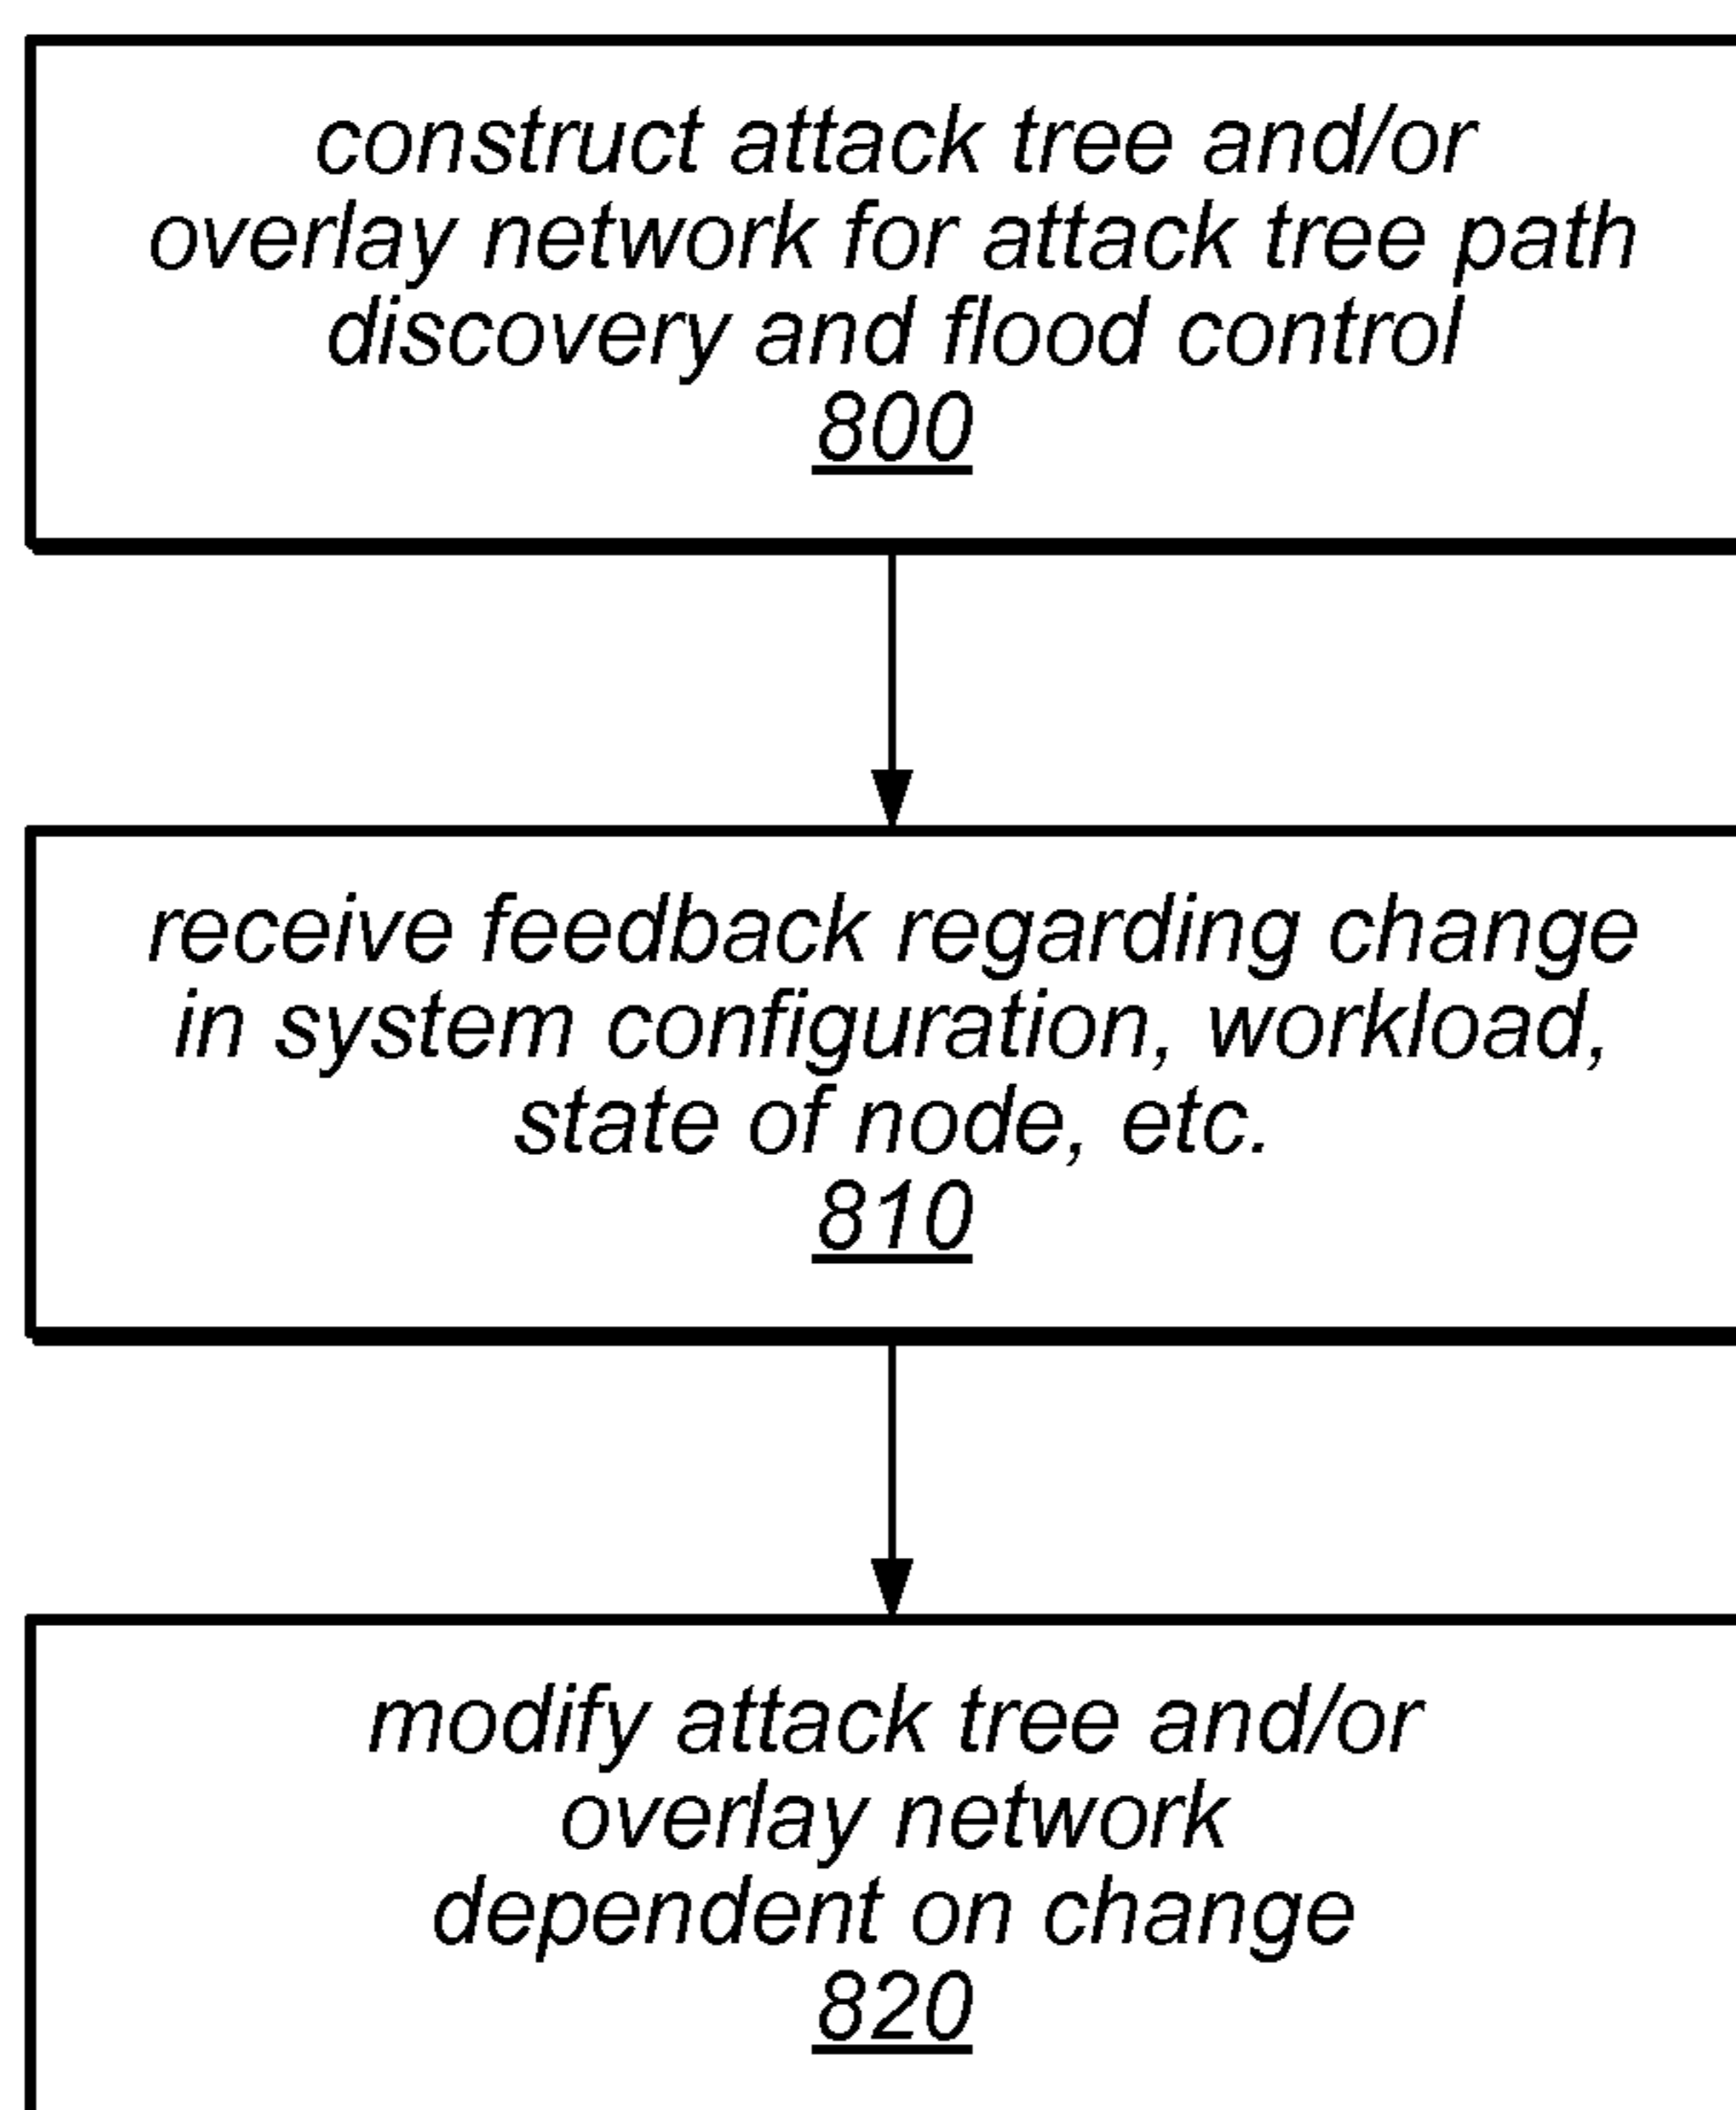 construct attack tree and/or
overlay network for attack tree path
discovery and flood control
800
receive feedback regarding change
in system configuration, workload,
state of node, etc.
810
modify attack tree and/or
overlay network
dependent on change
820